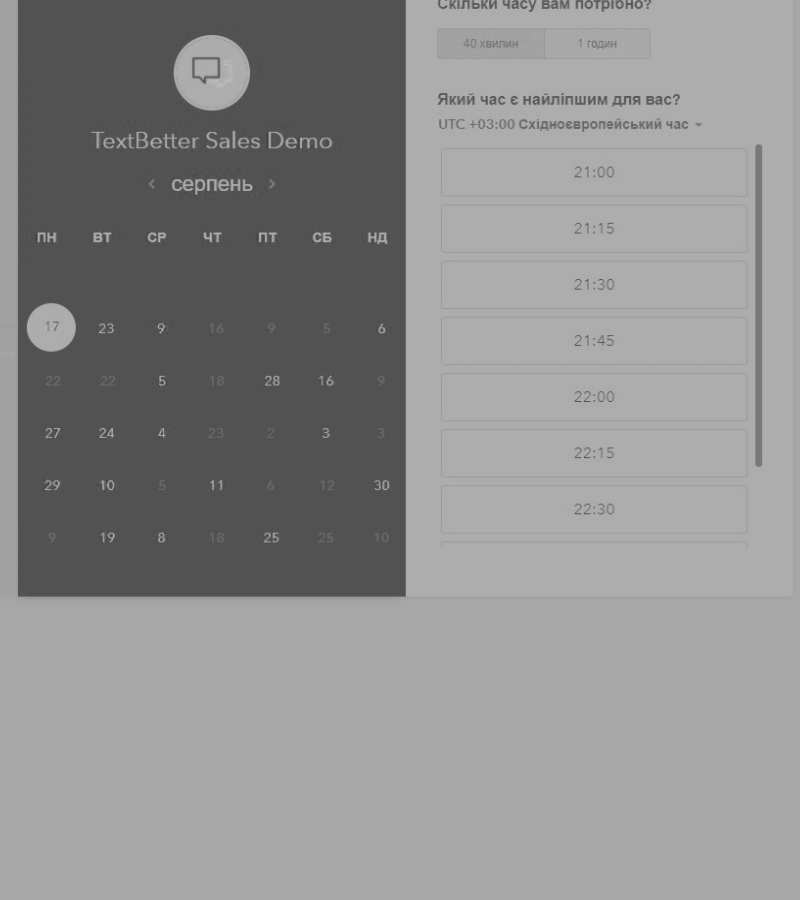 TextBetter Sales Demo
серпень
ПН ВТ СР ЧТ ПТ СБ НД
17 23 9 16 9 5 6
22 22 5 18 28 16 9
27 24 4 23 2 3 3
29 10 5 11 6 12 30
9 19 8 18 25 25 10
Скільки часу вам потрібно?
40 хвилин 1 годин
Який час є найліпшим для вас?
UTC +03:00 Східноєвропейський час
21:00
21:15
21:30
21:45
22:00
22:15
22:30